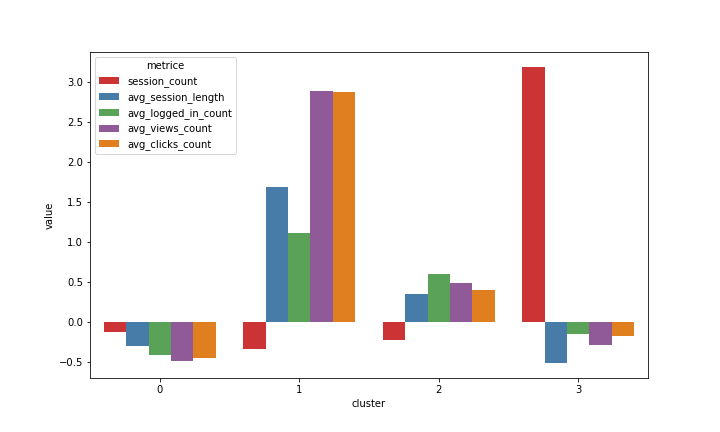 metrice
session_count
avg_session_length
avg_logged_in_count
avg_views_count
avg_clicks_count
3.0
2.5
2.0
1.5
1.0
0.5
0.0
−0.5
value
0 1 2 3
cluster